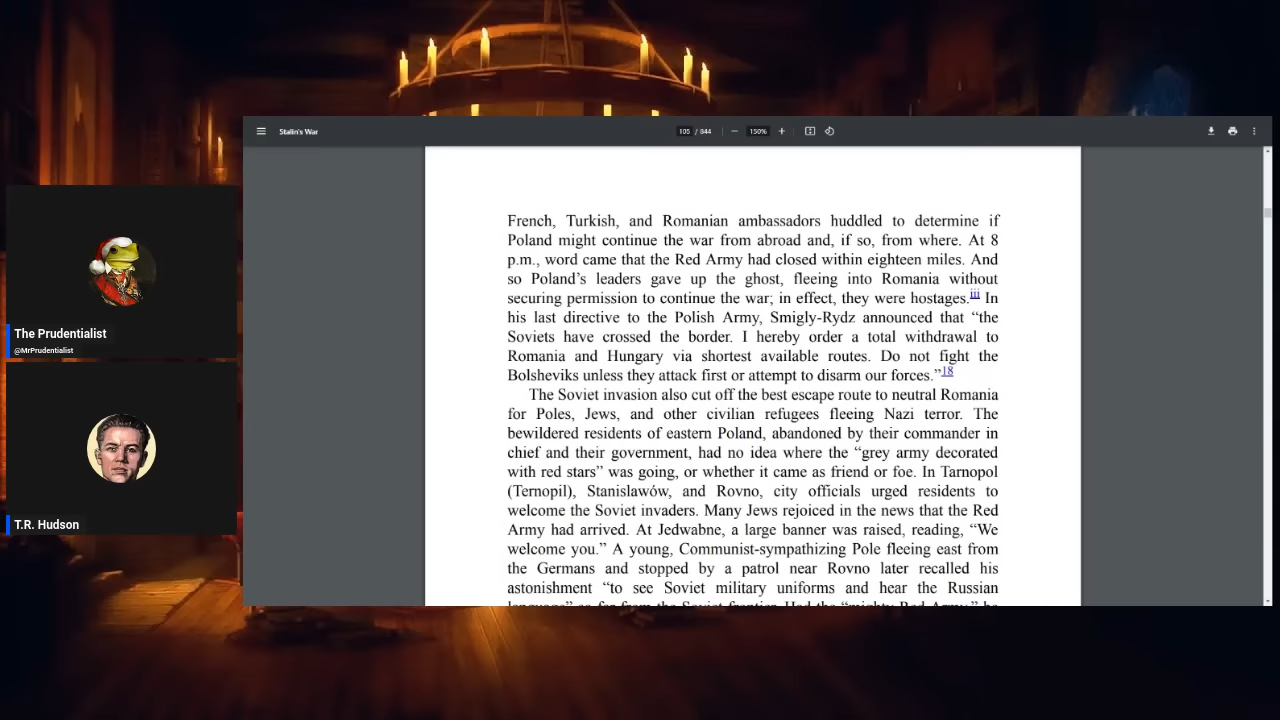 Stalin's War
105 / 844
150%
French, Turkish, and Romanian ambassadors huddled to determine if
Poland might continue the war from abroad and, if so, from where. At 8
p.m., word came that the Red Army had closed within eighteen miles. And
so Poland’s leaders gave up the ghost, fleeing into Romania without
securing permission to continue the war; in effect, they were hostages.iii In
his last directive to the Polish Army, Smigly-Rydz announced that “the
Soviets have crossed the border. I hereby order a total withdrawal to
Romania and Hungary via shortest available routes. Do not fight the
Bolsheviks unless they attack first or attempt to disarm our forces.”18
The Soviet invasion also cut off the best escape route to neutral Romania
for Poles, Jews, and other civilian refugees fleeing Nazi terror. The
bewildered residents of eastern Poland, abandoned by their commander in
chief and their government, had no idea where the “grey army decorated
with red stars” was going, or whether it came as friend or foe. In Tarnopol
(Ternopil), Stanislawów, and Rovno, city officials urged residents to
welcome the Soviet invaders. Many Jews rejoiced in the news that the Red
Army had arrived. At Jedwabne, a large banner was raised, reading, “We
welcome you.” A young, Communist-sympathizing Pole fleeing east from
the Germans and stopped by a patrol near Rovno later recalled his
astonishment “to see Soviet military uniforms and hear the Russian
The Prudentialist
@MrPrudentialist
T.R. Hudson